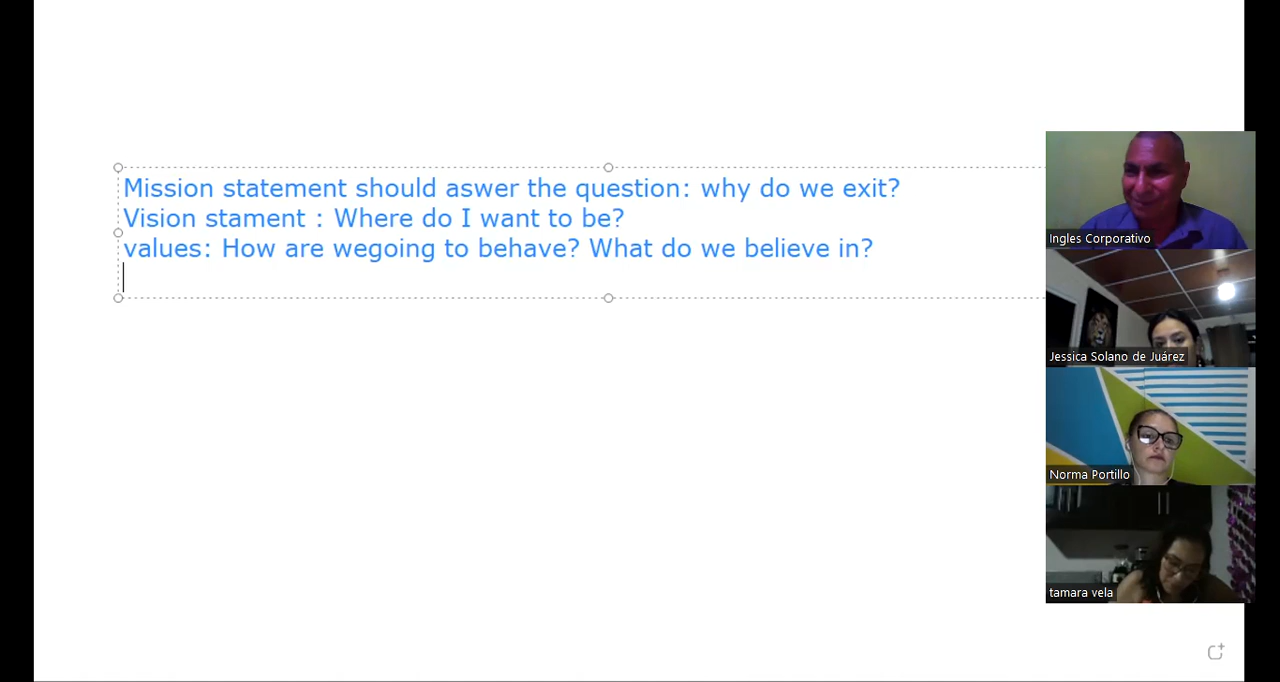 Mission statement should aswer the question: why do we exit?
Vision stament : Where do I want to be?
values: How are wegoing to behave? What do we believe in?
Ingles Corporativo
Jessica Solano de Juárez
Norma Portillo
tamara vela